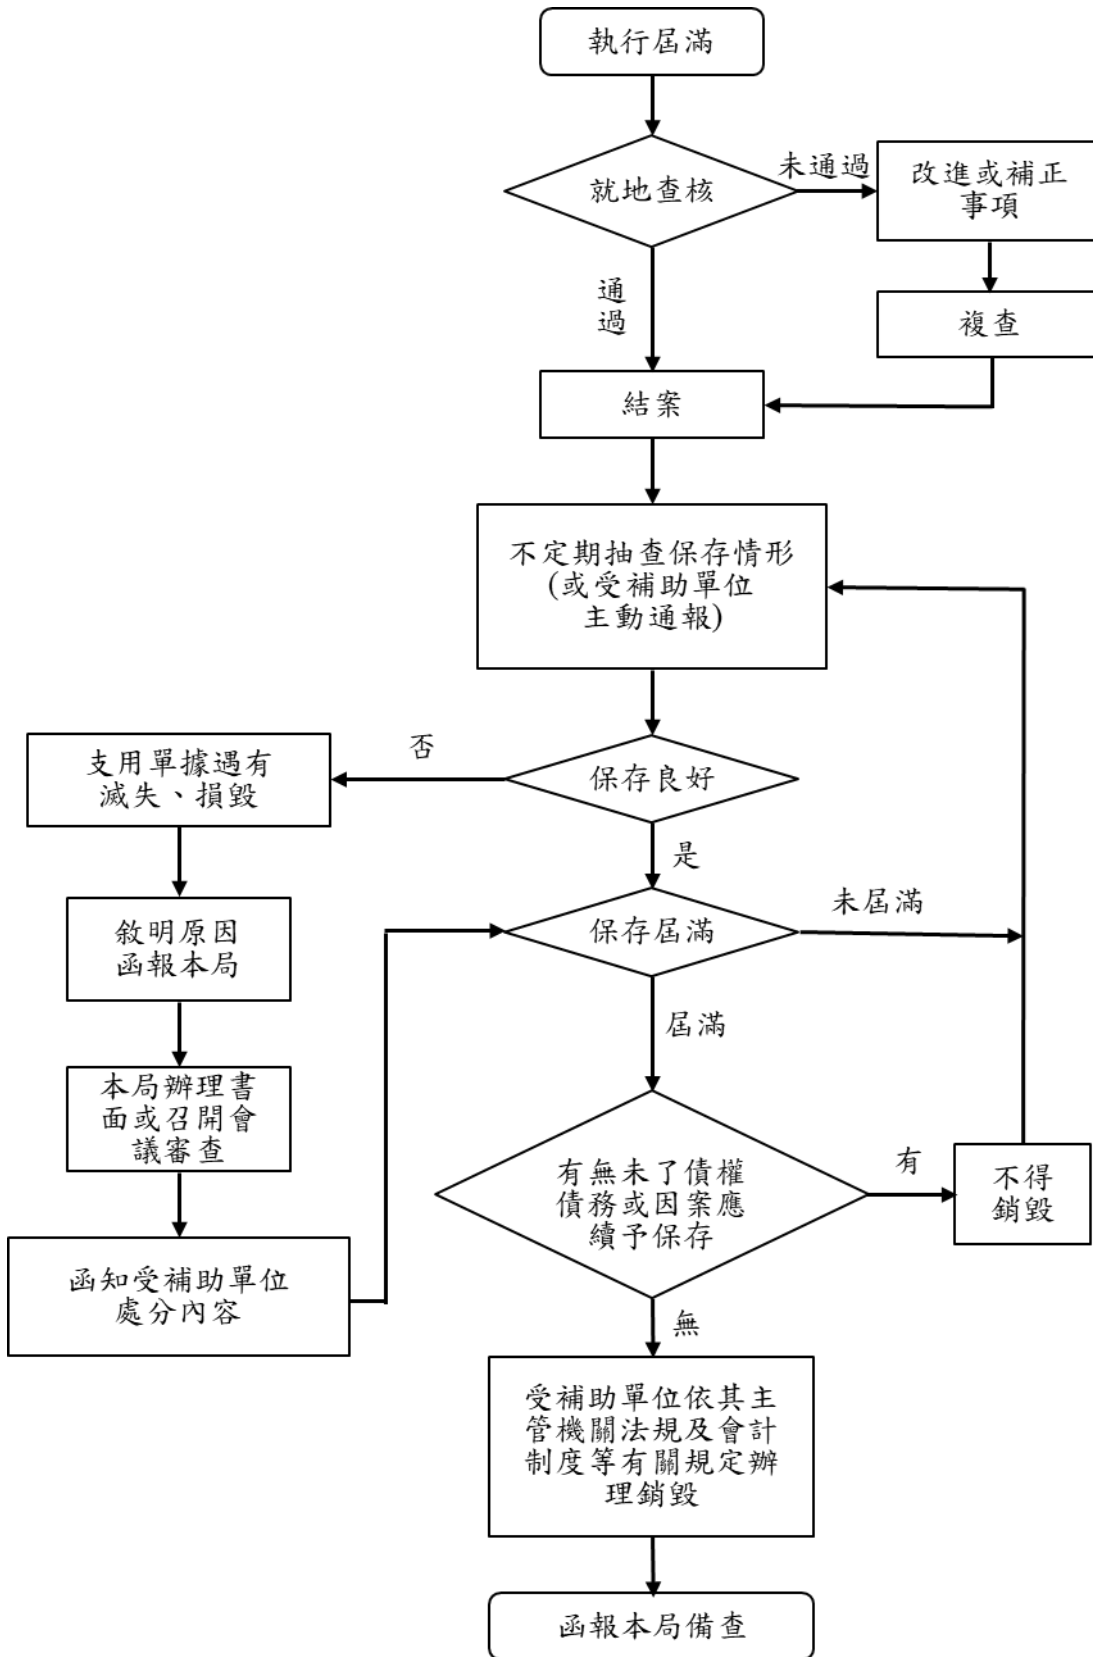 執行屆滿
就地查核
未通過
改進或補正
事項
複查
通
過
結案
不定期抽查保存情形
(或受補助單位
主動通報)
保存良好
否
支用單據遇有
滅失、損毀
敘明原因
函報本局
本局辦理書
面或召開會
議審查
函知受補助單位
處分內容
是
保存屆滿
未屆滿
屆滿
有無未了債權
債務或因案應
續予保存
有
不得
銷毀
無
受補助單位依其主
管機關法規及會計
制度等有關規定辦
理銷毀
函報本局備查